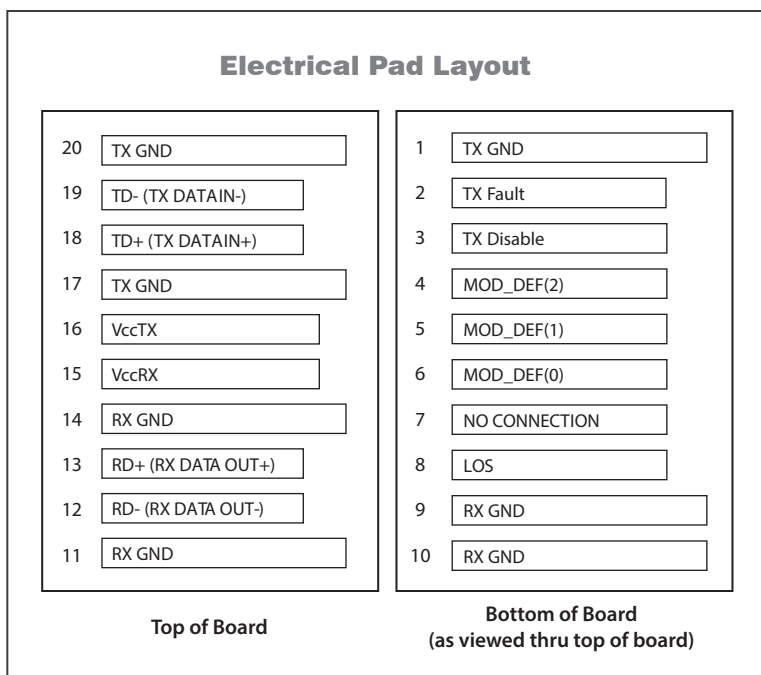 Electrical Pad Layout
20 TX GND
19 TD- (TX DATAIN-)
18 TD+ (TX DATAIN+)
17 TX GND
16 VccTX
15 VccRX
14 RX GND
13 RD+ (RX DATA OUT+)
12 RD- (RX DATA OUT-)
11 RX GND
Top of Board
1 TX GND
2 TX Fault
3 TX Disable
4 MOD_DEF(2)
5 MOD_DEF(1)
6 MOD_DEF(0)
7 NO CONNECTION
8 LOS
9 RX GND
10 RX GND
Bottom of Board
(as viewed thru top of board)